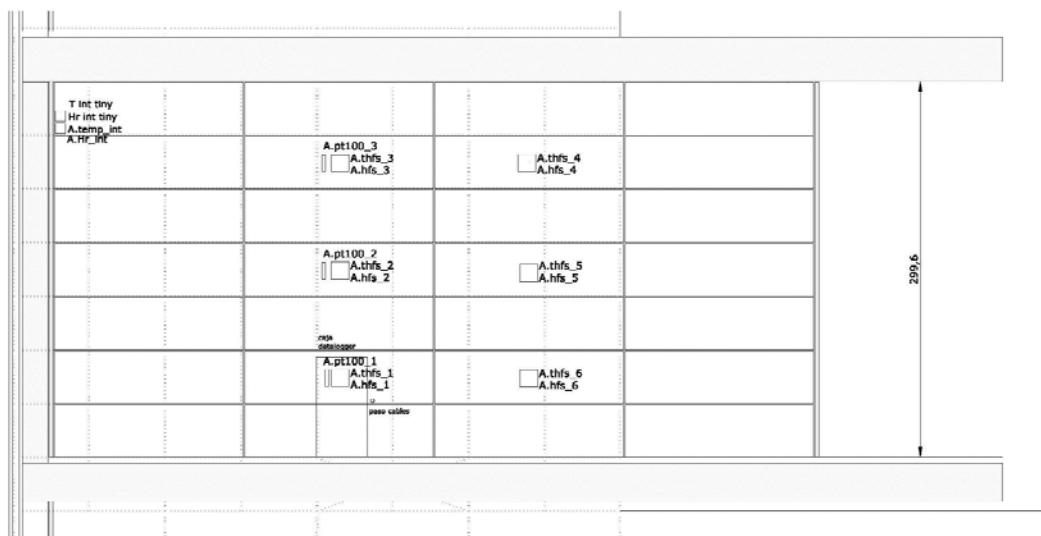 T int tiny
Hr int tiny
A.temp_int
A.Hr_int
A.pt100_3
A.thfs_3
A.hfs_3
A.thfs_4
A.hfs_4
A.pt100_2
A.thfs_2
A.hfs_2
A.thfs_5
A.hfs_5
299,6
caja
datalogger
A.pt100_1
A.thfs_1
A.hfs_1
A.thfs_6
A.hfs_6
paso cables